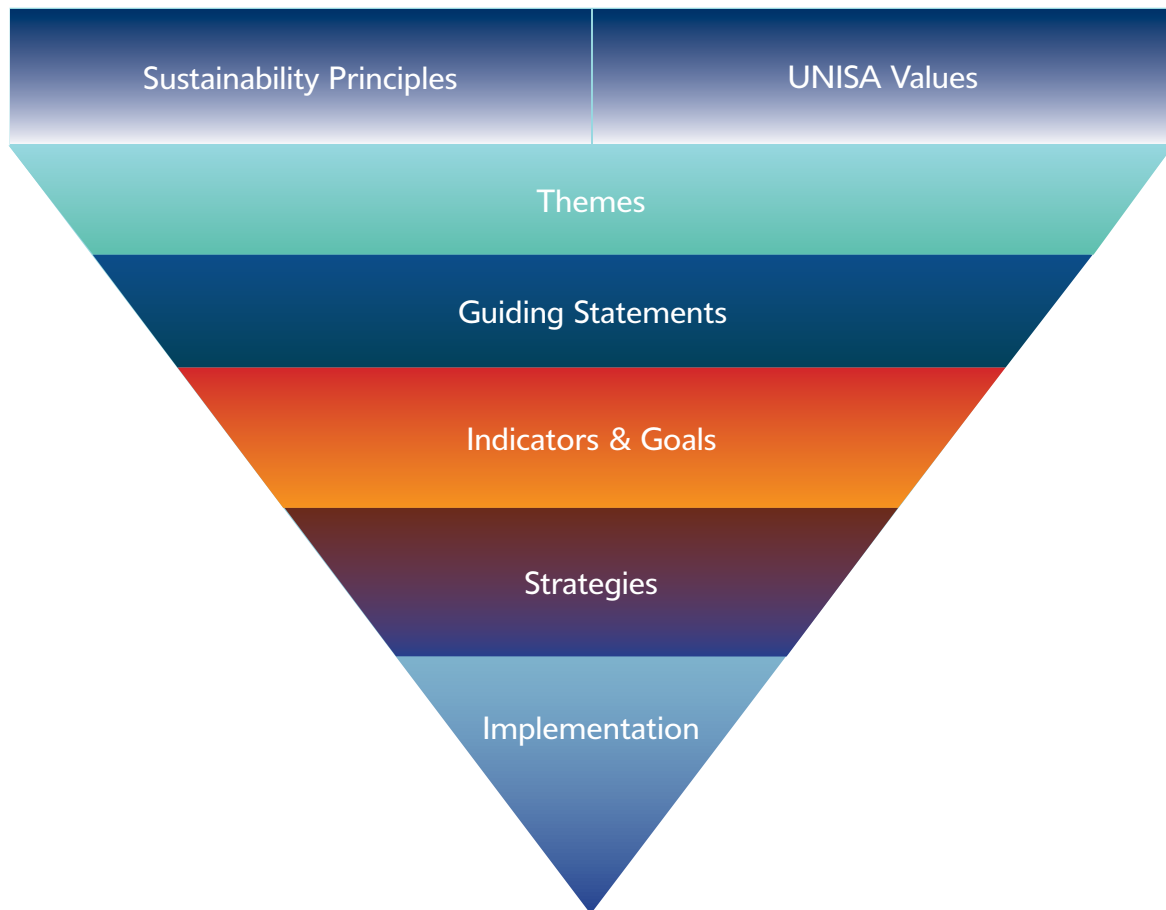 Sustainability Principles
UNISA Values
Themes
Guiding Statements
Indicators & Goals
Strategies
Implementation